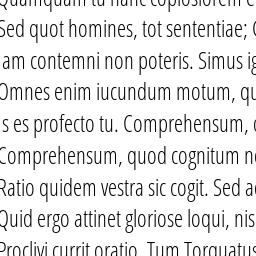 Quamquam tu hanc copiosiorem e
Sed quot homines, tot sententiae;
am contemni non poteris. Simus ig
Omnes enim iucundum motum, qu
s es profecto tu. Comprehensum,
Comprehensum, quod cognitum n
Ratio quidem vestra sic cogit. Sed a
Quid ergo attinet gloriose loqui, nis
Proclivi currit oratio. Tum Torquatus